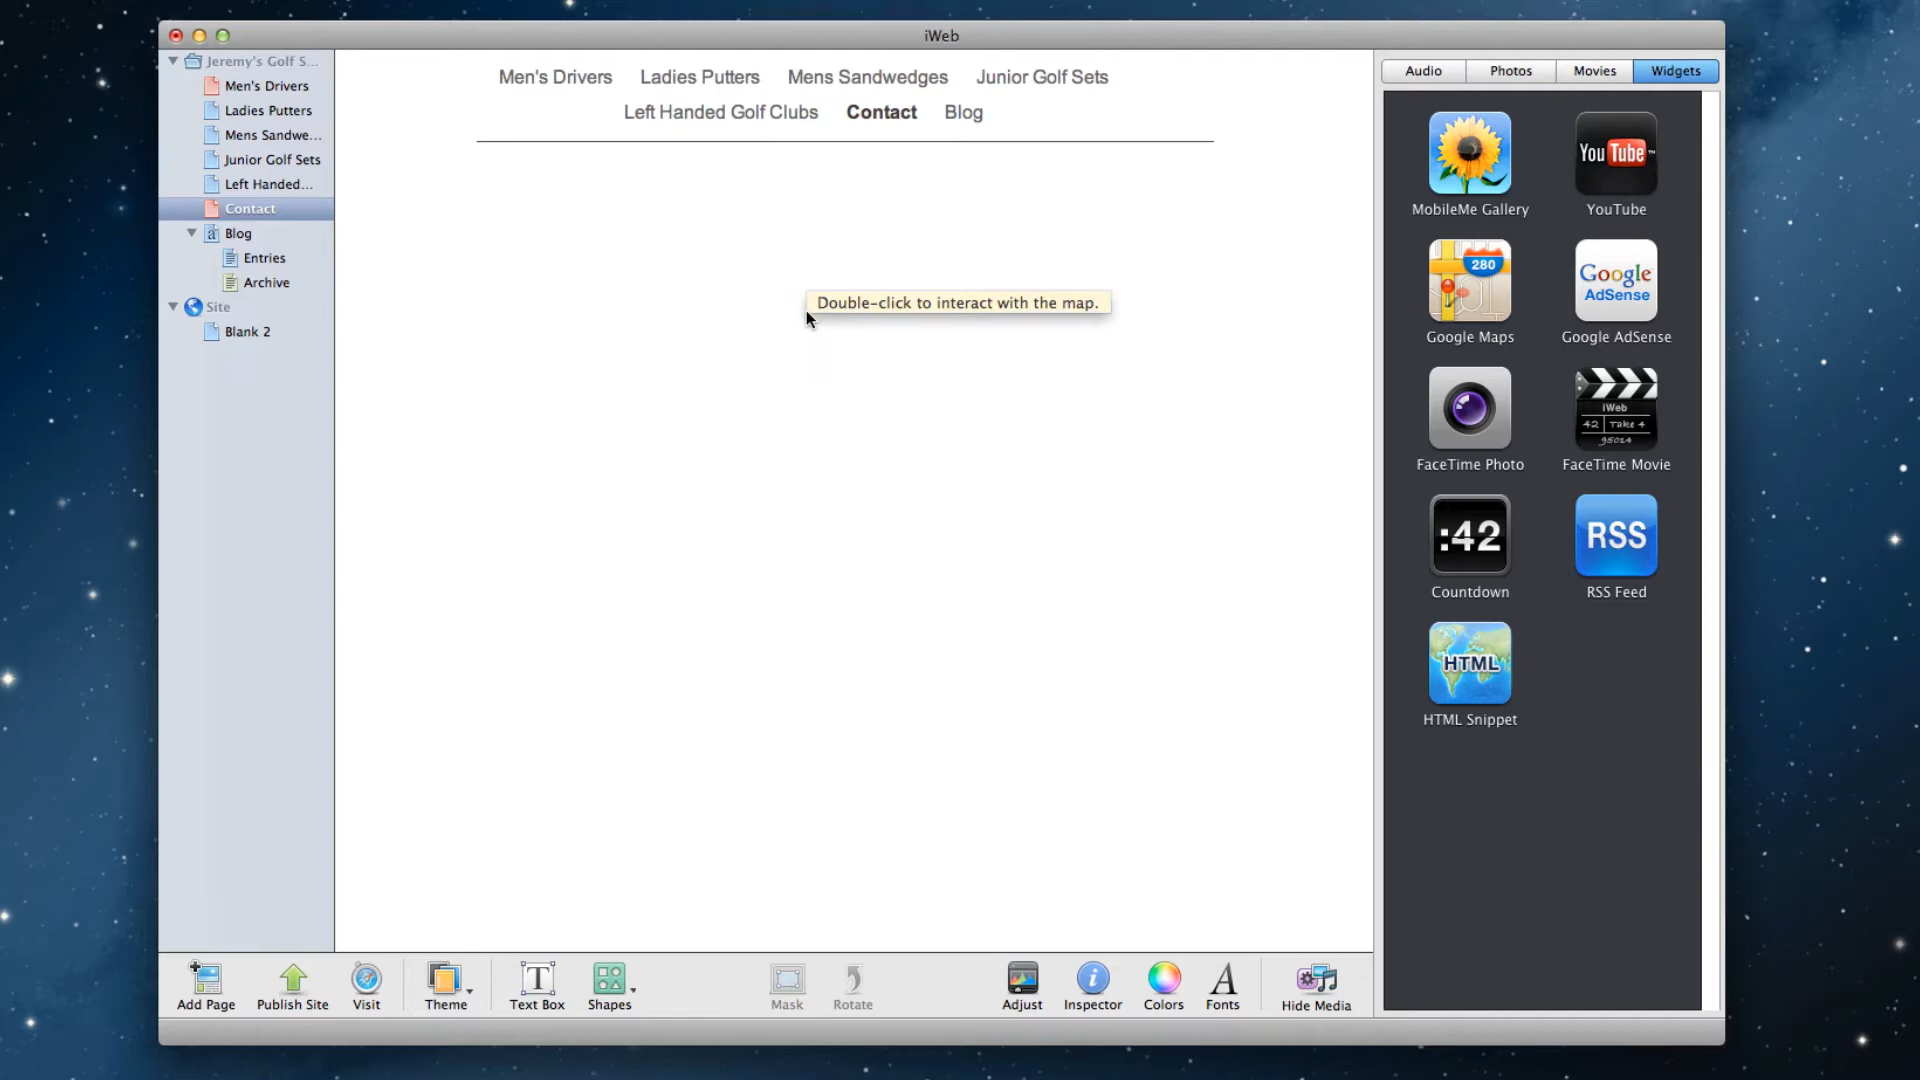 iWeb
Jeremy's Golf S...
Men's Drivers
Ladies Putters
Mens Sandwe...
Junior Golf Sets
Left Handed...
Contact
Blog
Entries
Archive
Site
Blank 2
Men's Drivers Ladies Putters Mens Sandwedges Junior Golf Sets
Left Handed Golf Clubs Contact Blog
Double-click to interact with the map.
Audio Photos Movies Widgets
MobileMe Gallery
You Tube™
YouTube
280
Google Maps
Google
AdSense
Google AdSense
FaceTime Photo
iWeb
42 Take 4
95014
FaceTime Movie
:42
Countdown
RSS
RSS Feed
HTML
HTML Snippet
Add Page Publish Site Visit Theme T Text Box Shapes Mask Rotate Adjust i Inspector Colors A Fonts Hide Media